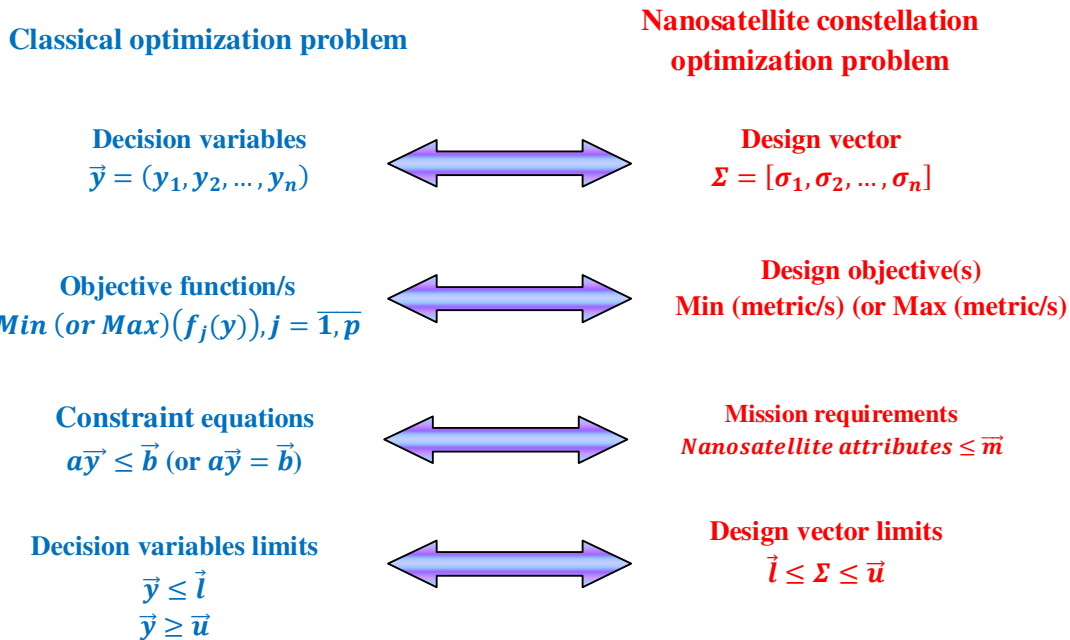 Classical optimization problem
Nanosatellite constellation
optimization problem
Decision variables
y⃗ = (y₁, y₂, …, yₙ)
Design vector
Σ = [σ₁, σ₂, …, σₙ]
Objective function/s
Min (or Max)(fⱼ(y)), j = 1,p̅
Design objective(s)
Min (metric/s) (or Max (metric/s)
Constraint equations
ay⃗ ≤ b⃗ (or ay⃗ = b⃗)
Mission requirements
Nanosatellite attributes ≤ m⃗
Decision variables limits
y⃗ ≤ l⃗
y⃗ ≥ u⃗
Design vector limits
l⃗ ≤ Σ ≤ u⃗